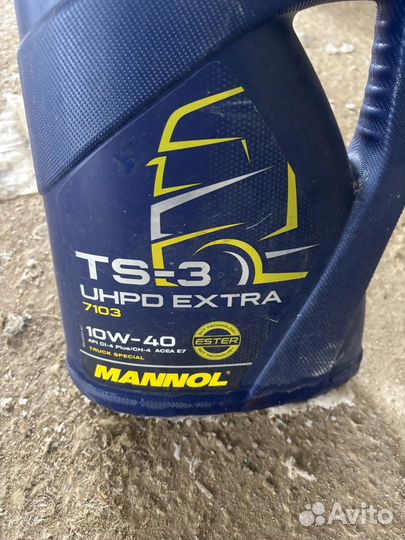 TS-3
UHPD EXTRA
7103
10W-40
API CI-4 Plus/CH-4 ACEA E7
TRUCK SPECIAL
ESTER
MANNOL
Avito